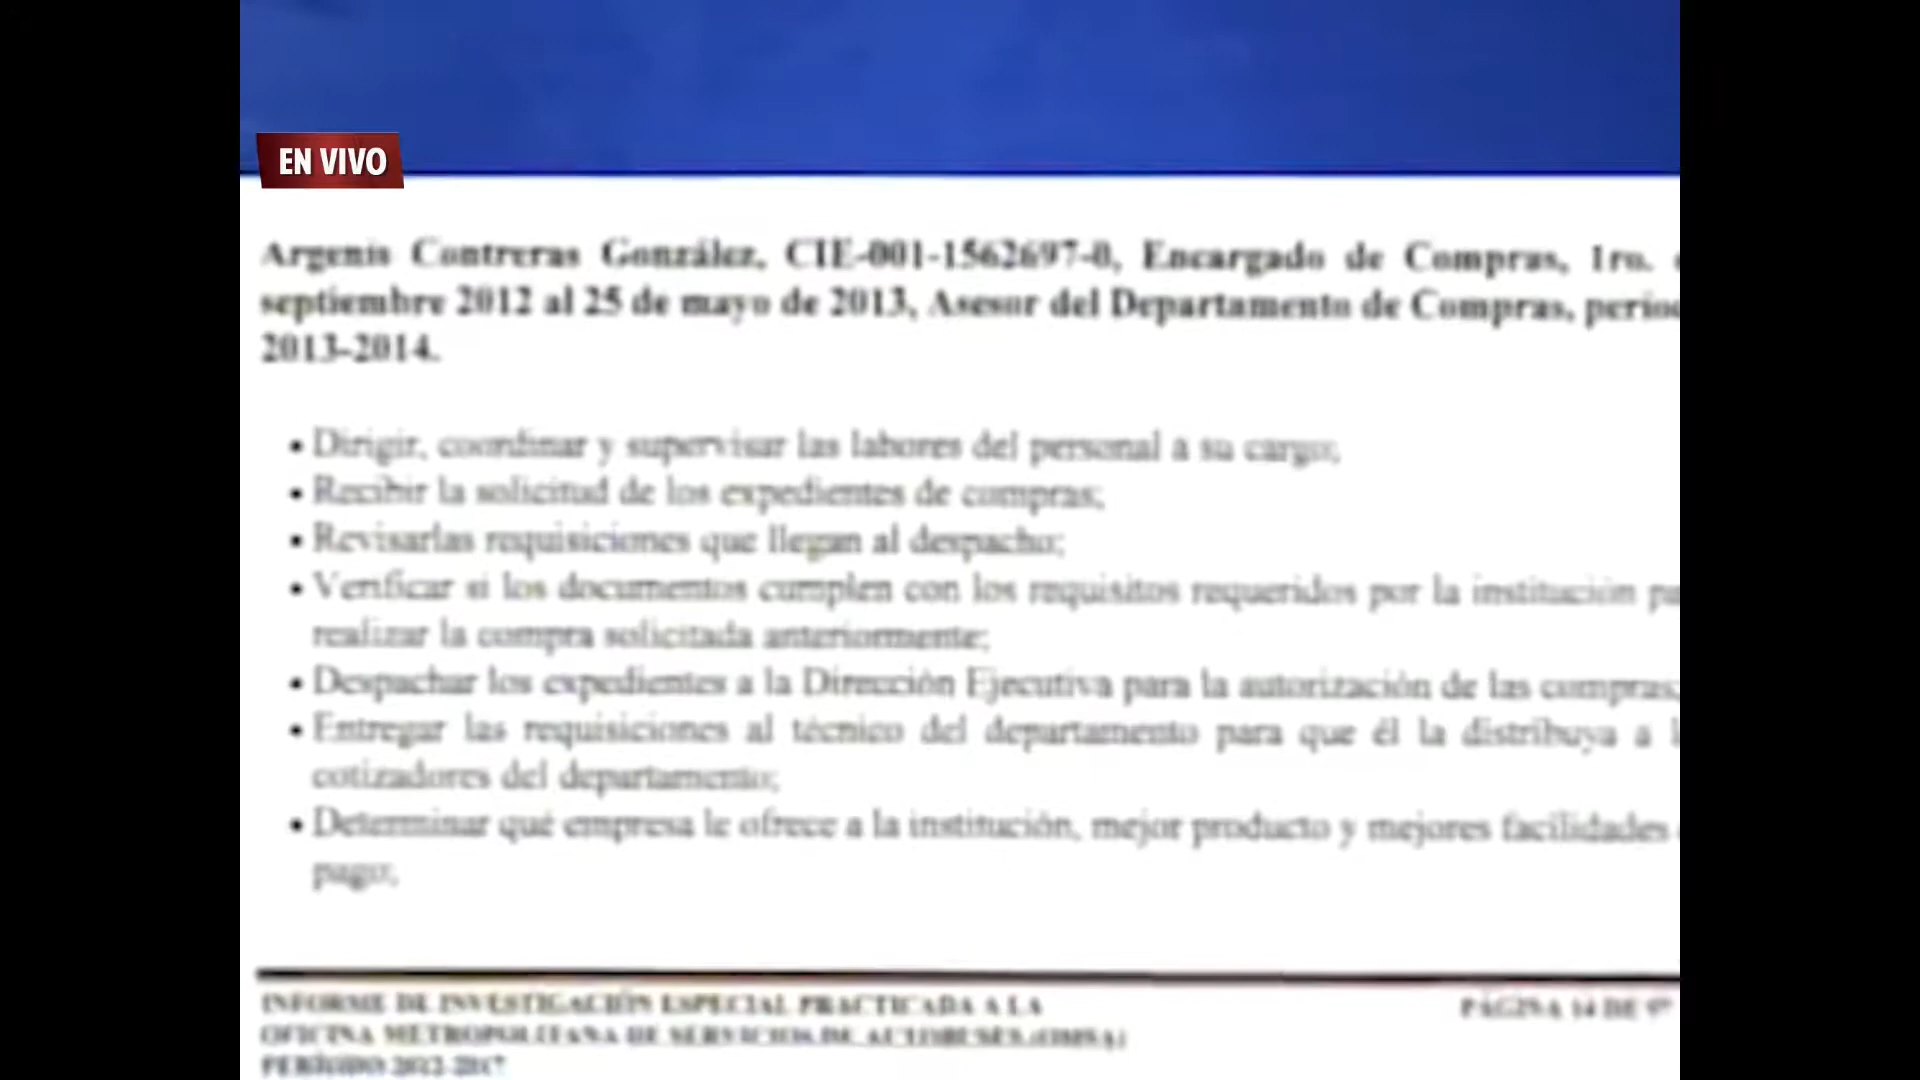 EN VIVO
Argenis Contreras González, CIE-001-1562697-0, Encargado de Compras, 1ro.
septiembre 2012 al 25 de mayo de 2013, Asesor del Departamento de Compras, perio
2013-2014.
• Dirigir, coordinar y supervisar las labores del personal a su cargo;
• Recibir la solicitud de los expedientes de compras;
• Revisarlas requisiciones que llegan al despacho;
• Verificar si los documentos cumplen con los requisitos requeridos por la institución pa
realizar la compra solicitada anteriormente;
• Despachar los expedientes a la Dirección Ejecutiva para la autorización de las compras;
• Entregar las requisiciones al técnico del departamento para que él la distribuya a l
cotizadores del departamento;
• Determinar qué empresa le ofrece a la institución, mejor producto y mejores facilidades
pago;
INFORME DE INVESTIGACIÓN ESPECIAL PRACTICADA A LA
PÁGINA 14 DE 97
OFICINA METROPOLITANA DE SERVICIOS DE AUTOBUSES (OMSA)
PERÍODO 2012-2017